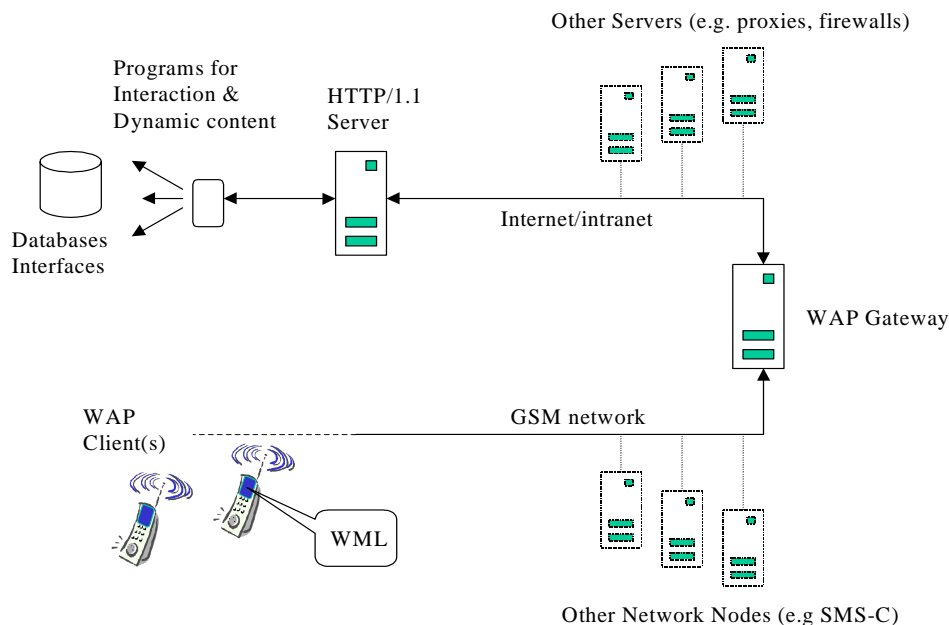 Other Servers (e.g. proxies, firewalls)
Programs for
Interaction &
Dynamic content
HTTP/1.1
Server
Internet/intranet
Databases
Interfaces
WAP Gateway
WAP
Client(s)
GSM network
WML
Other Network Nodes (e.g SMS-C)